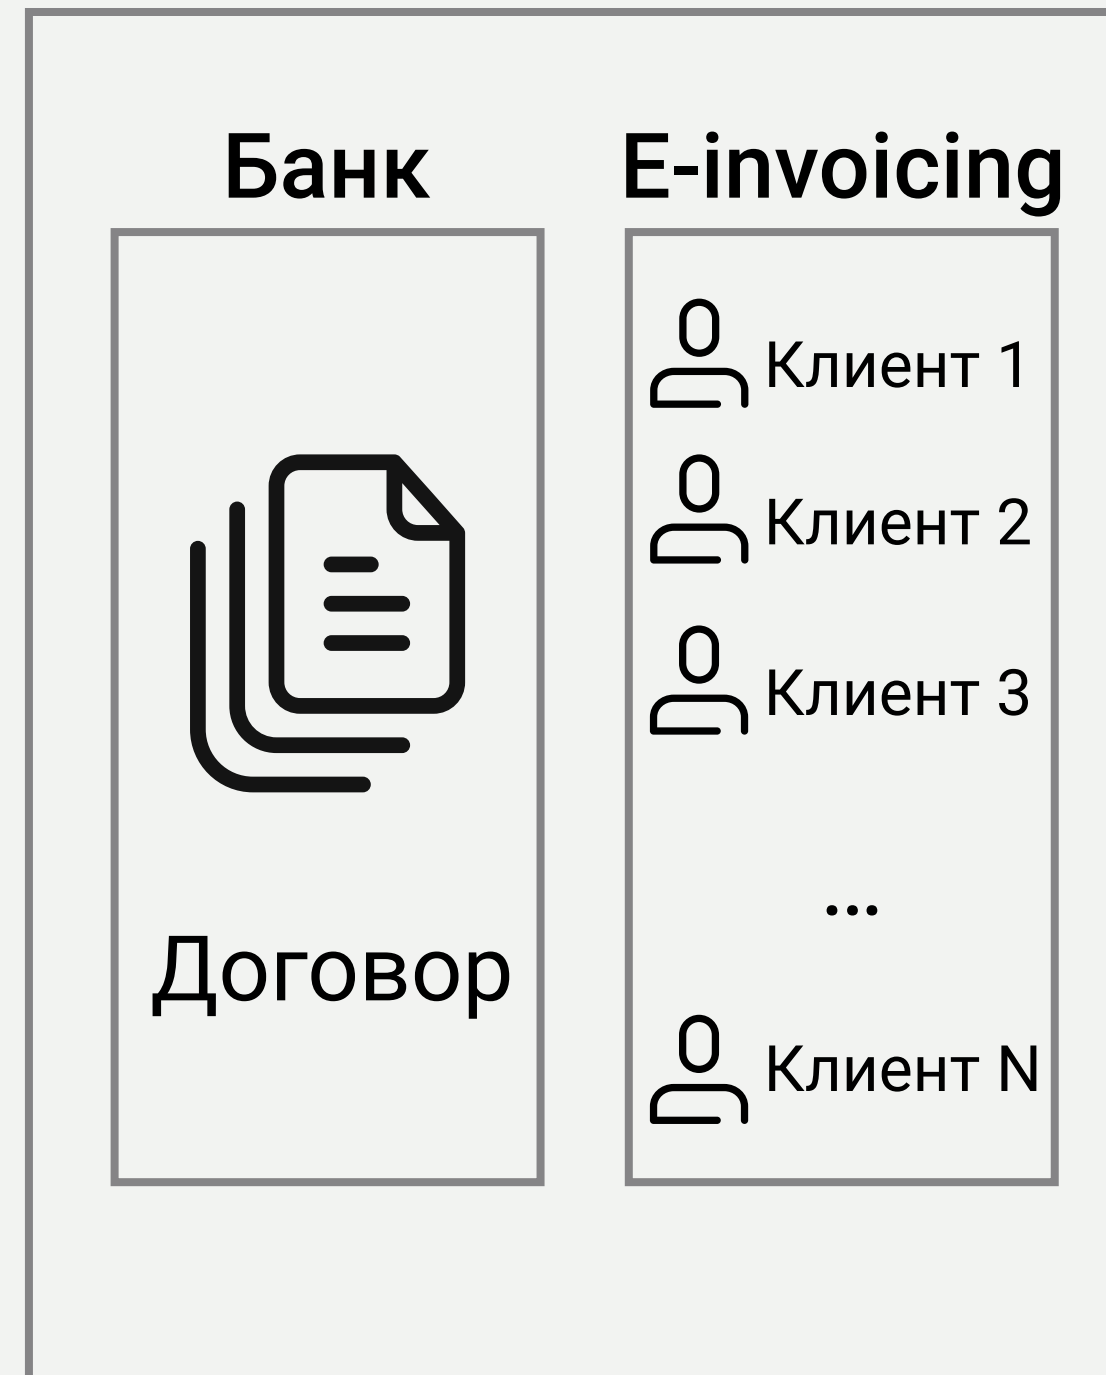 Банк
E-invoicing
Клиент 1
Клиент 2
Клиент 3
...
Договор
Клиент N